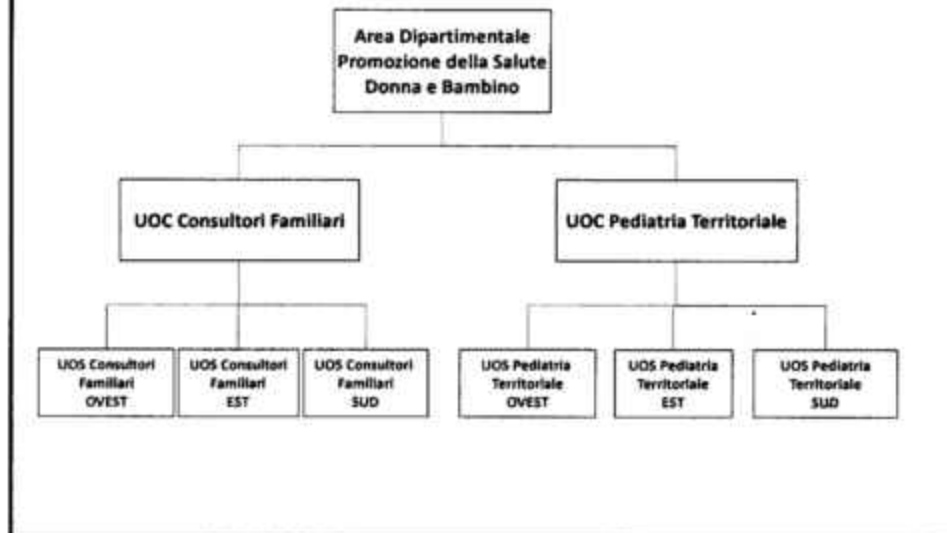 Area Dipartimentale
Promozione della Salute
Donna e Bambino
UOC Consultori Familiari
UOC Pediatria Territoriale
UOS Consultori
Familiari
OVEST
UOS Consultori
Familiari
EST
UOS Consultori
Familiari
SUD
UOS Pediatria
Territoriale
OVEST
UOS Pediatria
Territoriale
EST
UOS Pediatria
Territoriale
SUD